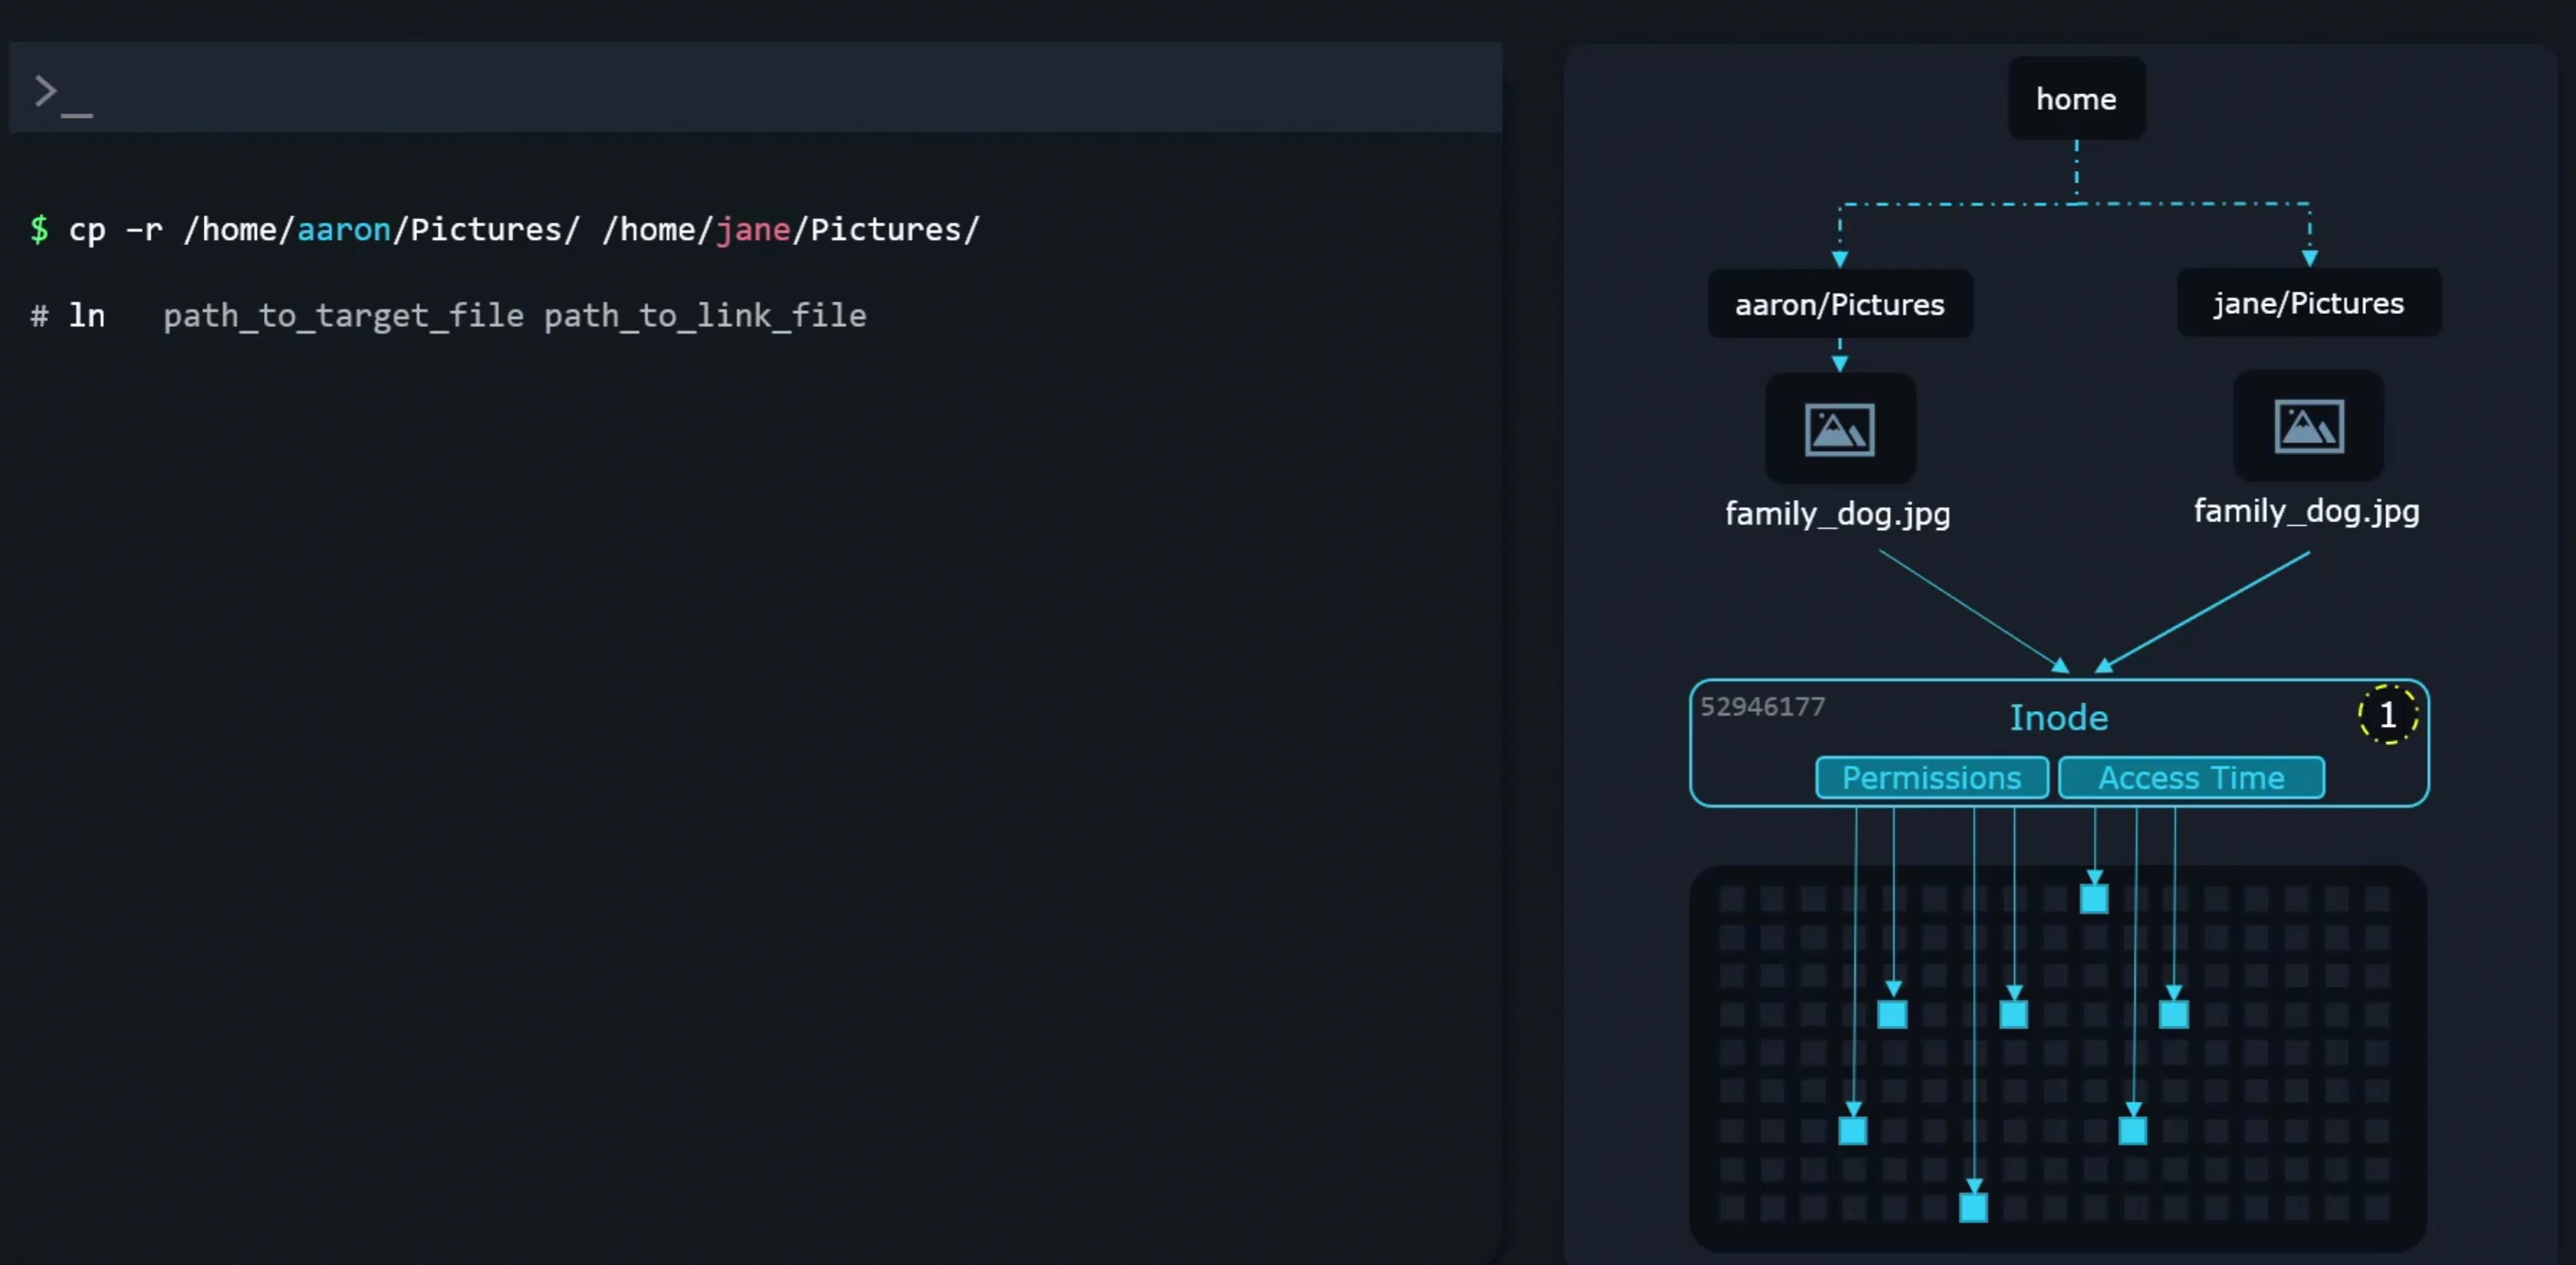 >_
$ cp -r /home/aaron/Pictures/ /home/jane/Pictures/
# ln   path_to_target_file path_to_link_file
home
aaron/Pictures
jane/Pictures
family_dog.jpg
family_dog.jpg
52946177
Inode
1
Permissions
Access Time